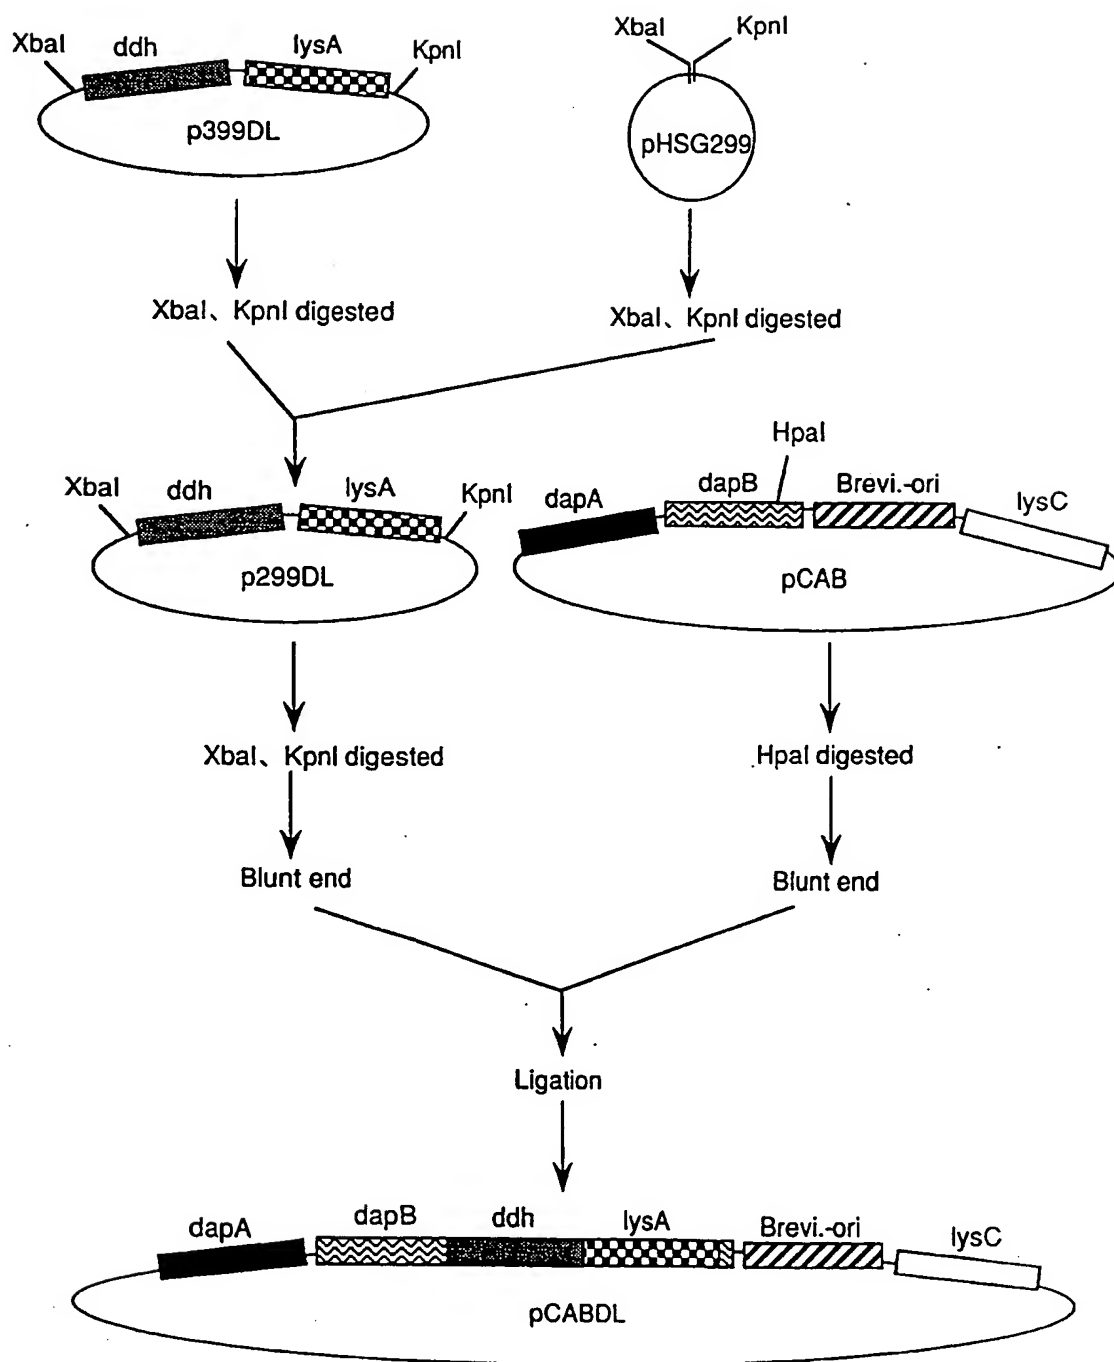 XbaI ddh lysA KpnI
p399DL
XbaI KpnI
pHSG299
XbaI、KpnI digested
XbaI、KpnI digested
XbaI ddh lysA KpnI
p299DL
HpaI
dapA dapB Brevi.-ori lysC
pCAB
XbaI、KpnI digested
HpaI digested
Blunt end
Blunt end
Ligation
dapA dapB ddh lysA Brevi.-ori lysC
pCABDL